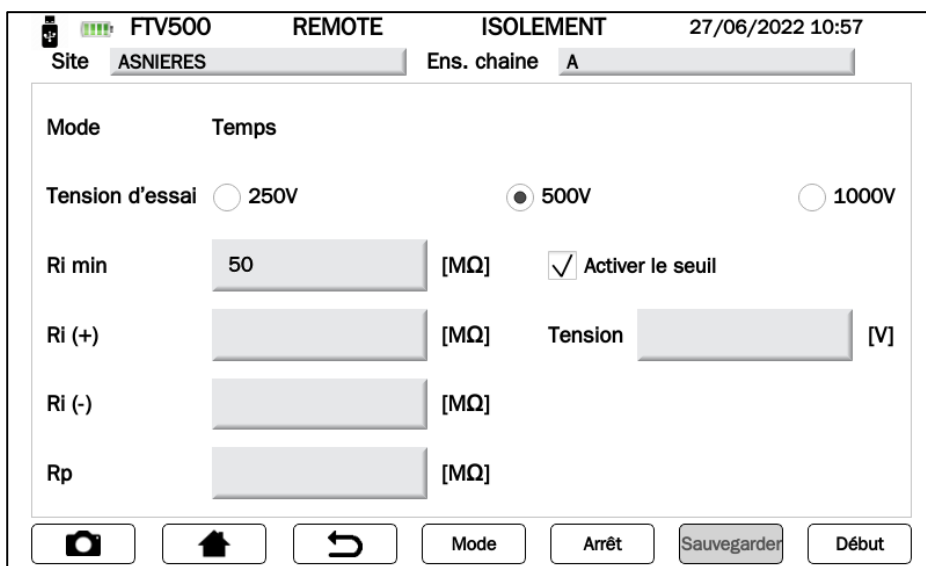 FTV500 REMOTE ISOLEMENT 27/06/2022 10:57
Site ASNIERES Ens. chaine A
Mode Temps
Tension d'essai 250V 500V 1000V
Ri min 50 [MΩ] Activer le seuil
Ri (+) [MΩ] Tension [V]
Ri (-) [MΩ]
Rp [MΩ]
Mode Arrêt Sauvegarder Début